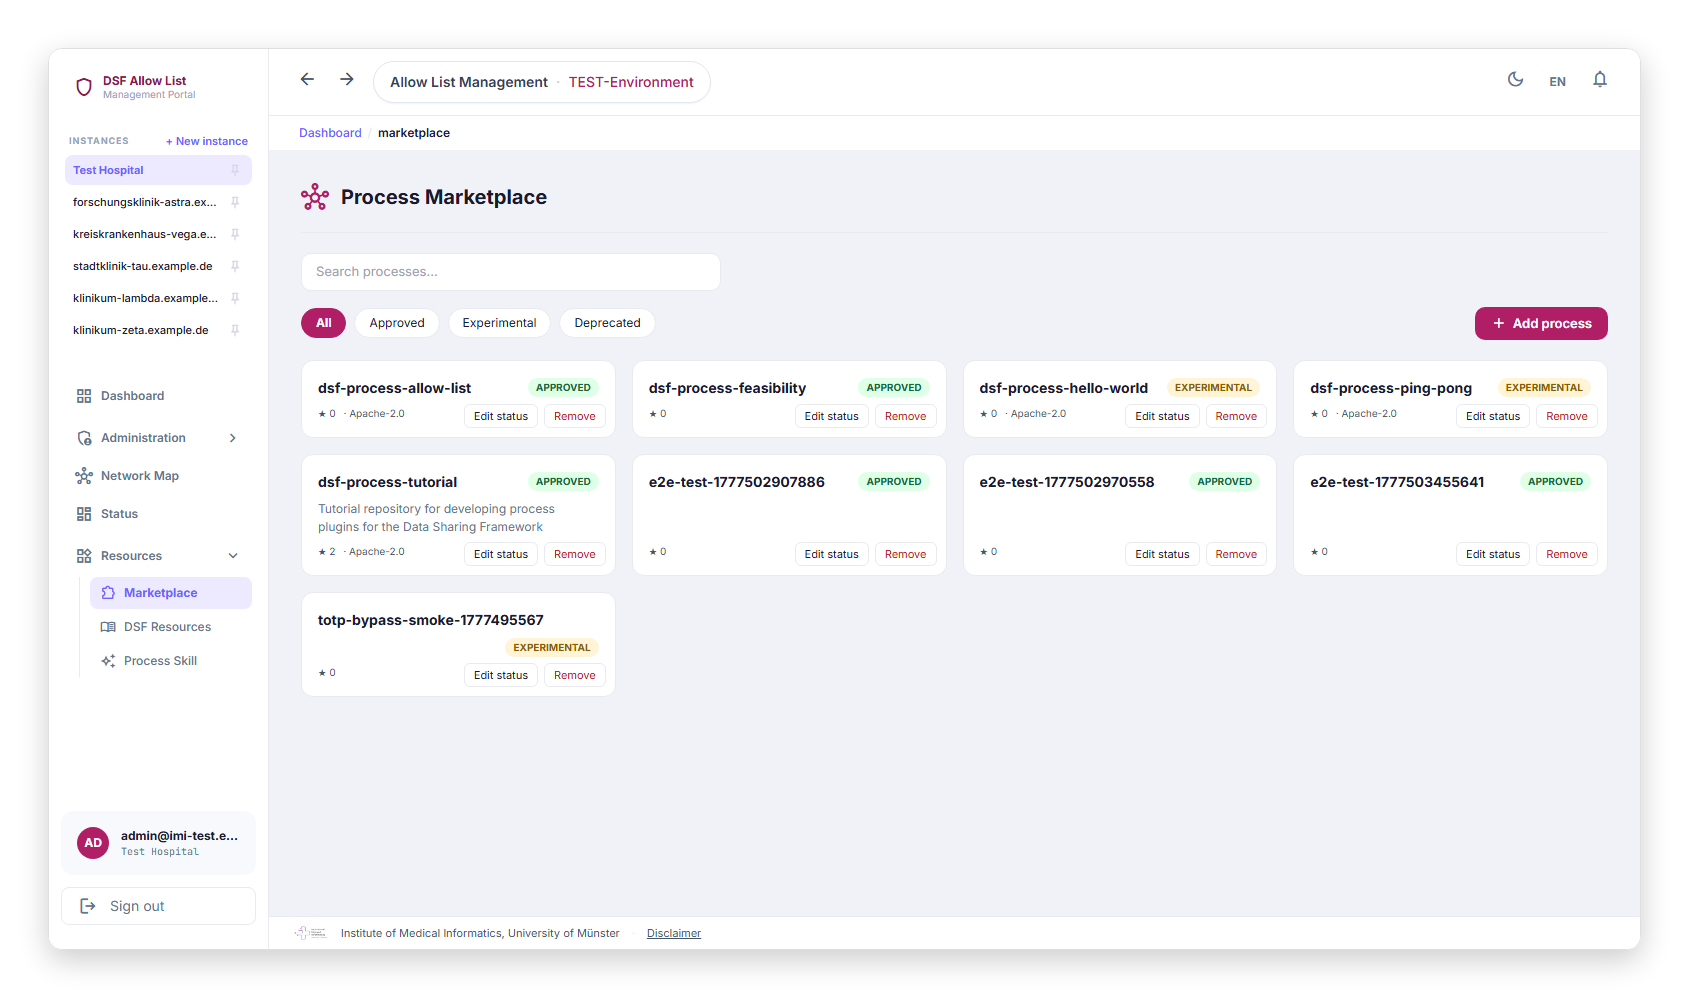 DSF Allow List
Management Portal
INSTANCES
+ New instance
Test Hospital
forschungsklinik-astra.ex...
kreiskrankenhaus-vega.e...
stadtklinik-tau.example.de
klinikum-lambda.example...
klinikum-zeta.example.de
Dashboard
Administration
Network Map
Status
Resources
Marketplace
DSF Resources
Process Skill
AD
admin@imi-test.e...
Test Hospital
Sign out
Allow List Management - TEST-Environment
EN
Dashboard / marketplace
Process Marketplace
Search processes...
All Approved Experimental Deprecated
+ Add process
dsf-process-allow-list APPROVED
★ 0 · Apache-2.0 Edit status Remove
dsf-process-feasibility APPROVED
★ 0 Edit status Remove
dsf-process-hello-world EXPERIMENTAL
★ 0 · Apache-2.0 Edit status Remove
dsf-process-ping-pong EXPERIMENTAL
★ 0 · Apache-2.0 Edit status Remove
dsf-process-tutorial APPROVED
Tutorial repository for developing process
plugins for the Data Sharing Framework
★ 2 · Apache-2.0 Edit status Remove
e2e-test-1777502907886 APPROVED
★ 0 Edit status Remove
e2e-test-1777502970558 APPROVED
★ 0 Edit status Remove
e2e-test-1777503455641 APPROVED
★ 0 Edit status Remove
totp-bypass-smoke-1777495567
EXPERIMENTAL
★ 0 Edit status Remove
Institute of Medical Informatics, University of Münster
Disclaimer